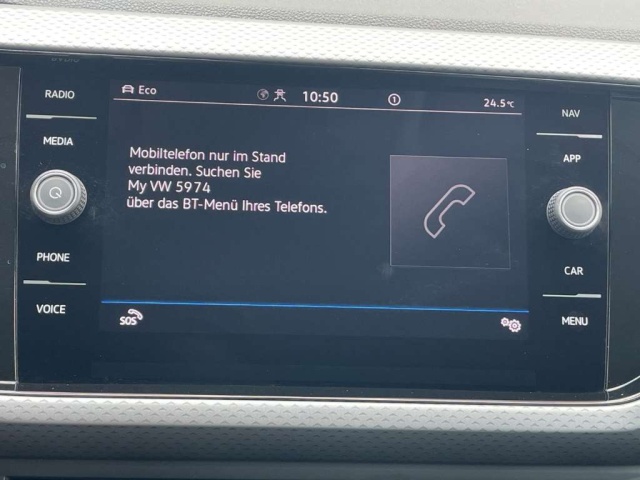 RADIO
MEDIA
PHONE
VOICE
Eco
10:50
1
24.5°C
Mobiltelefon nur im Stand
verbinden. Suchen Sie
My VW 5974
über das BT-Menü Ihres Telefons.
SOS
NAV
APP
CAR
MENU